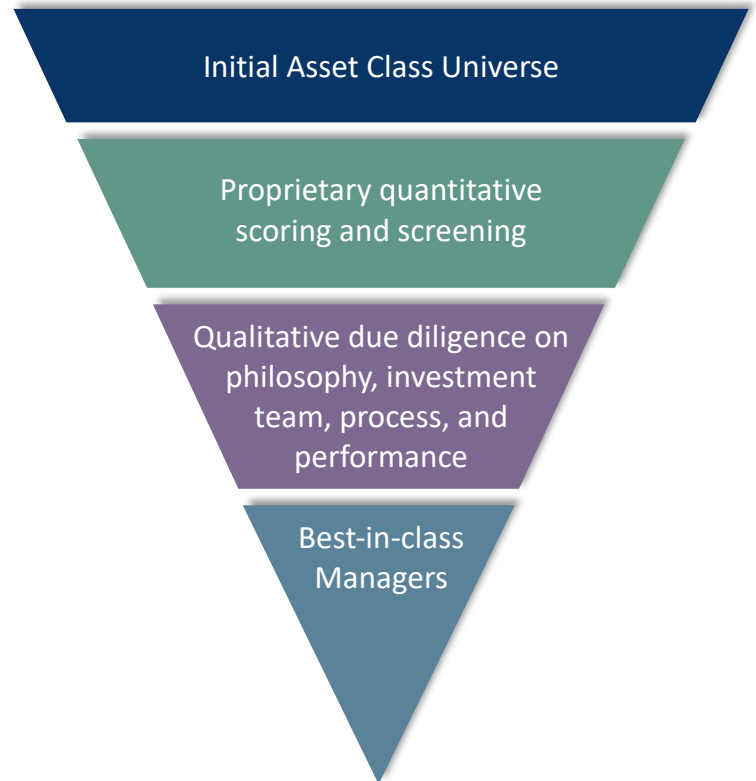 Initial Asset Class Universe
Proprietary quantitative
scoring and screening
Qualitative due diligence on
philosophy, investment
team, process, and
performance
Best-in-class
Managers